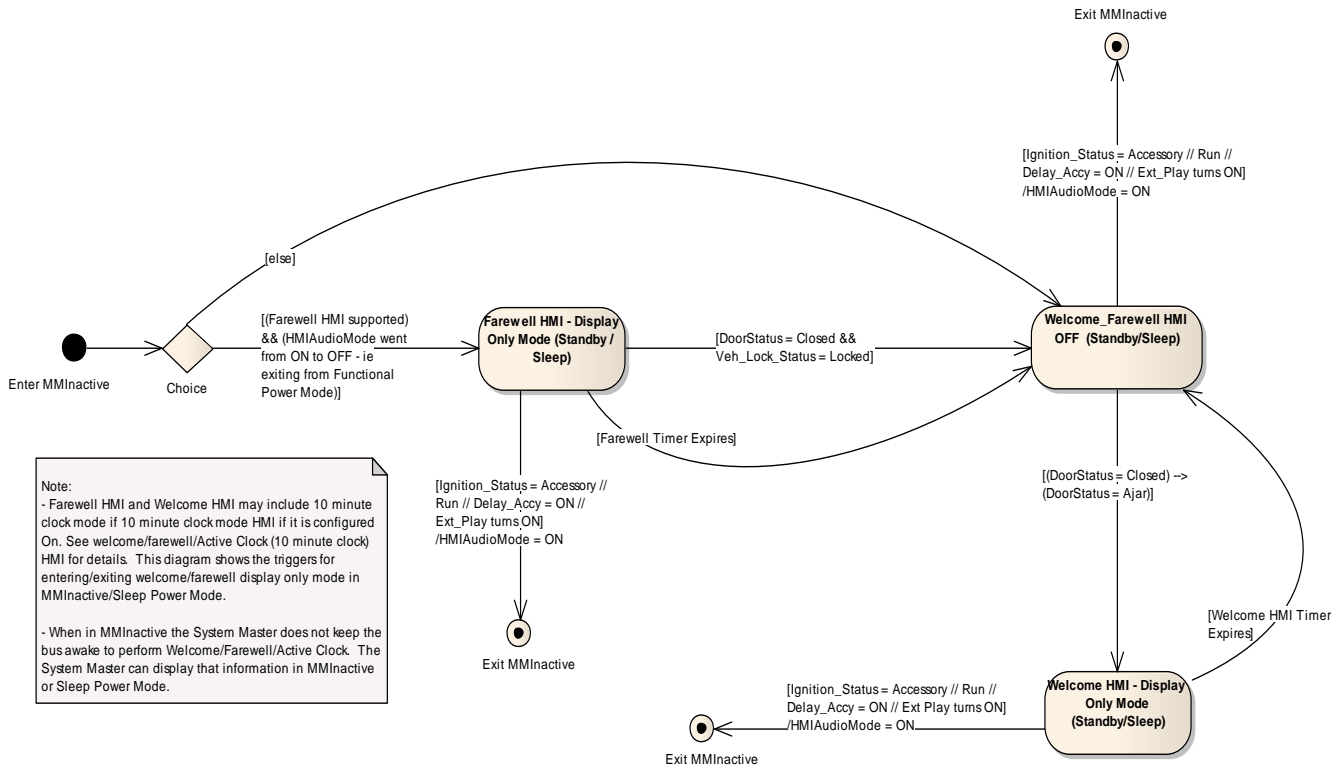 Exit MMInactive
[Ignition_Status = Accessory // Run //
Delay_Accy = ON // Ext_Play turns ON]
/HMIAudioMode = ON
[else]
[(Farewell HMI supported)
&& (HMIAudioMode went
from ON to OFF - ie
exiting from Functional
Power Mode)]
Farewell HMI - Display
Only Mode (Standby /
Sleep)
[DoorStatus = Closed &&
Veh_Lock_Status = Locked]
Welcome_Farewell HMI
OFF (Standby/Sleep)
Enter MMInactive
Choice
[Farewell Timer Expires]
[Ignition_Status = Accessory //
Run // Delay_Accy = ON //
Ext_Play turns ON]
/HMIAudioMode = ON
[(DoorStatus = Closed) -->
(DoorStatus = Ajar)]
Note:
- Farewell HMI and Welcome HMI may include 10 minute
clock mode if 10 minute clock mode HMI if it is configured
On. See welcome/farewell/Active Clock (10 minute clock)
HMI for details. This diagram shows the triggers for
entering/exiting welcome/farewell display only mode in
MMInactive/Sleep Power Mode.
- When in MMInactive the System Master does not keep the
bus awake to perform Welcome/Farewell/Active Clock. The
System Master can display that information in MMInactive
or Sleep Power Mode.
Exit MMInactive
[Welcome HMI Timer
Expires]
Welcome HMI - Display
Only Mode
(Standby/Sleep)
[Ignition_Status = Accessory // Run //
Delay_Accy = ON // Ext Play turns ON]
/HMIAudioMode = ON
Exit MMInactive